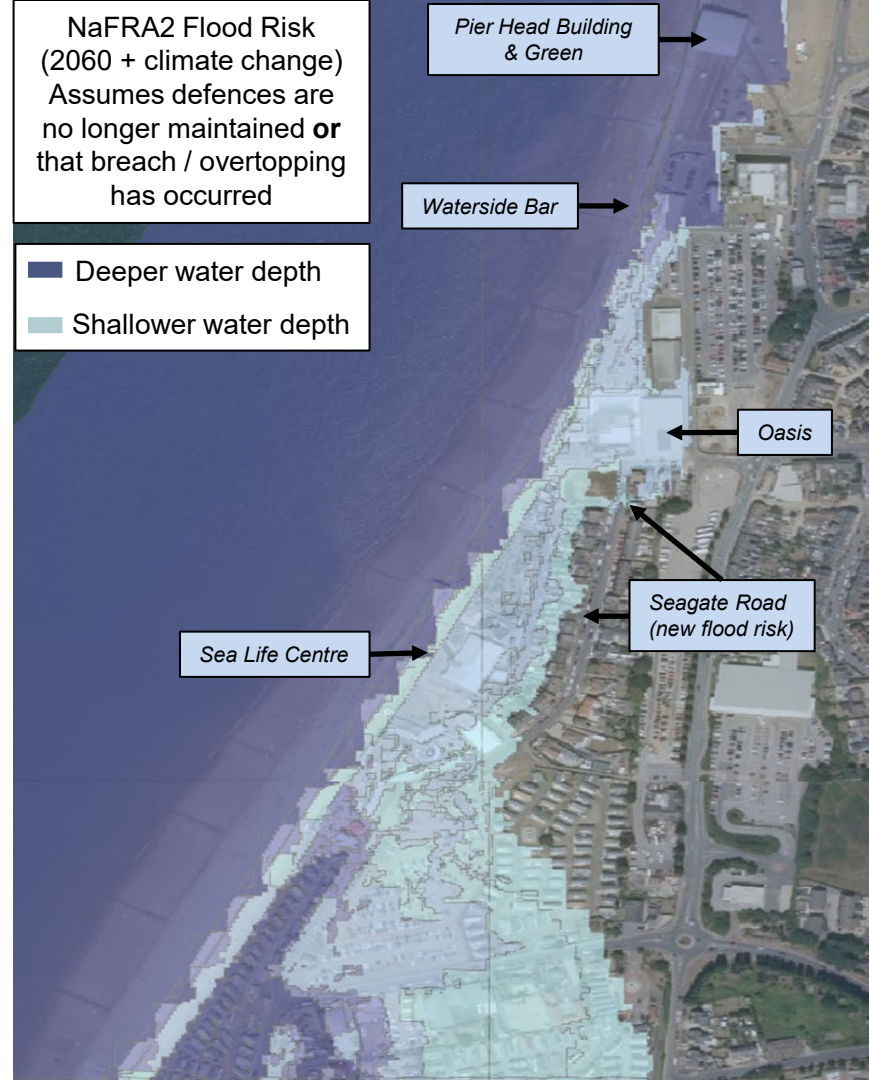 NaFRA2 Flood Risk
(2060 + climate change)
Assumes defences are
no longer maintained or
that breach / overtopping
has occurred
Deeper water depth
Shallower water depth
Pier Head Building
& Green
Waterside Bar
Oasis
Seagate Road
(new flood risk)
Sea Life Centre